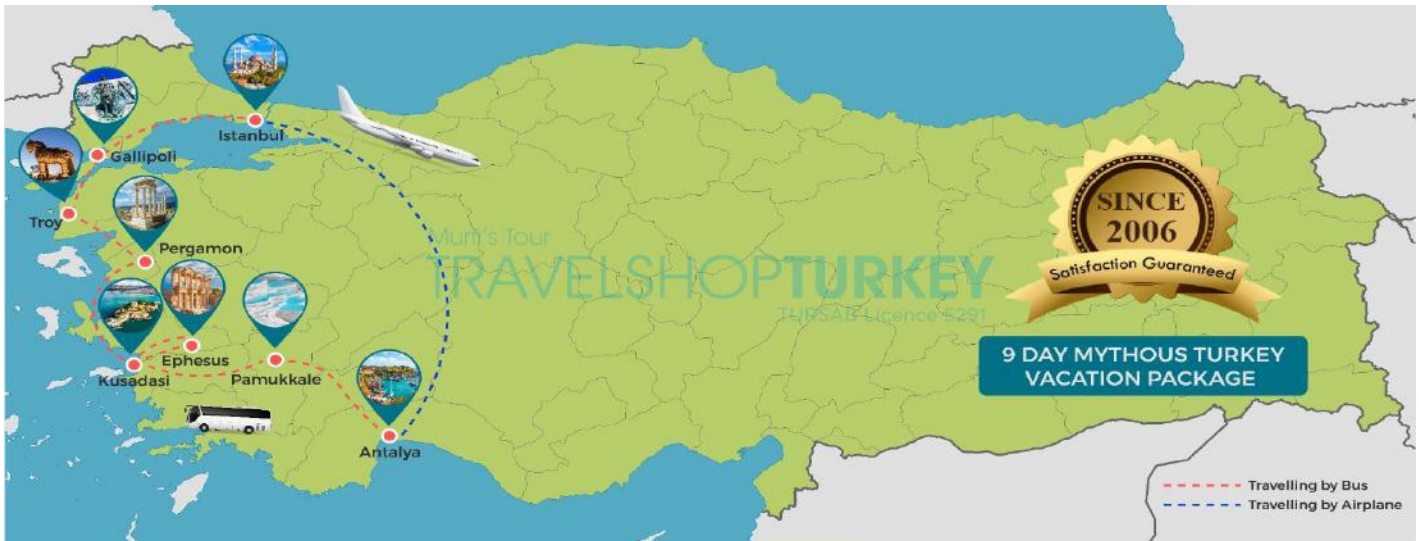 Istanbul
Gallipoli
Troy
Pergamon
Ephesus
Kusadasi
Pamukkale
Antalya
Murti's Tour
TRAVELSHOPTURKEY
TURSAB Licence 5291
SINCE
2006
Satisfaction Guaranteed
9 DAY MYTHOUS TURKEY
VACATION PACKAGE
Travelling by Bus
Travelling by Airplane